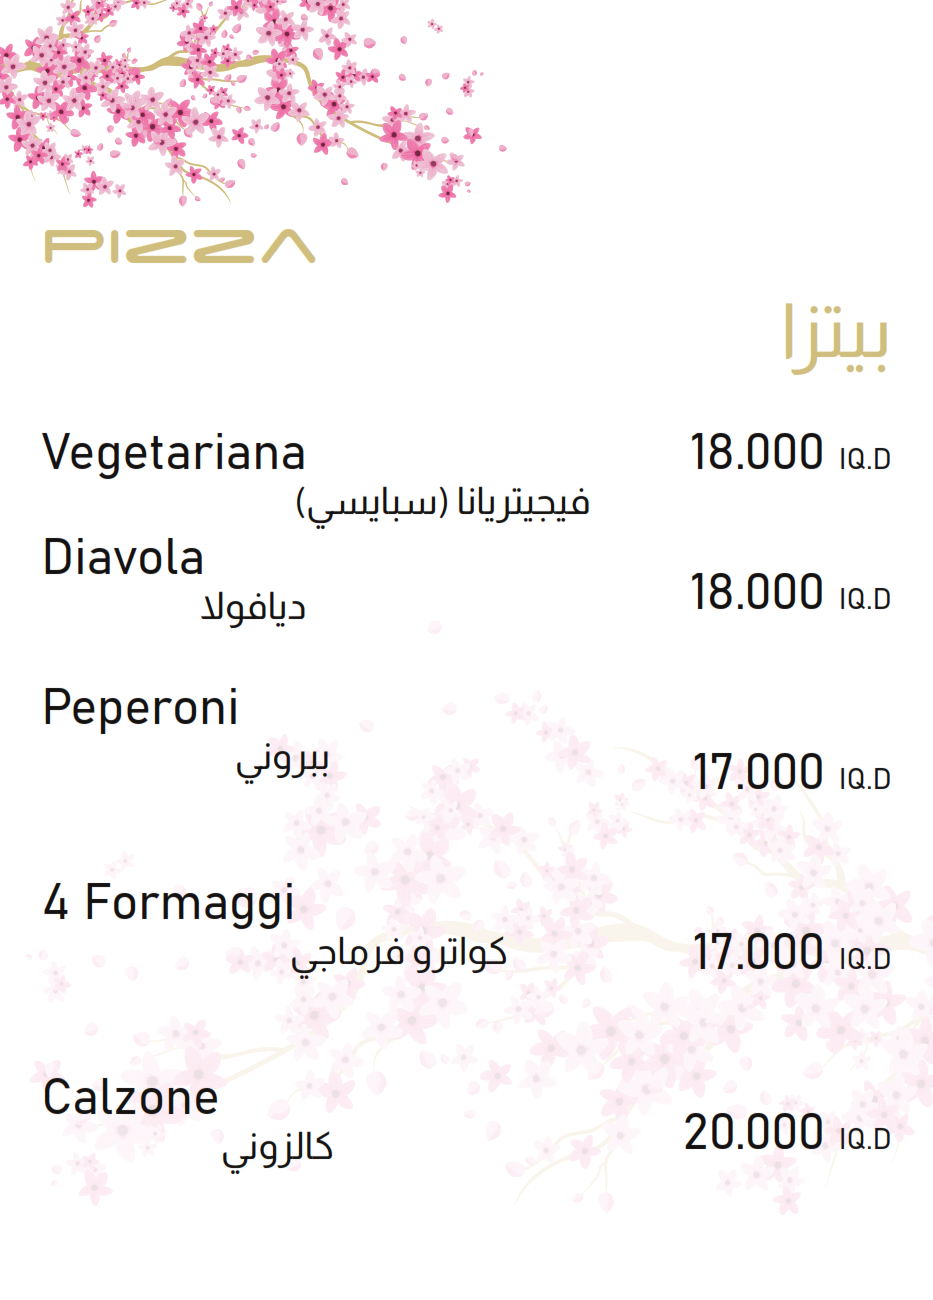 PIZZA
بيتزا
Vegetariana 18.000 IQ.D
فيجيتريانا (سبايسي)
Diavola
18.000 IQ.D
ديافولا
Peperoni
ببروني
17.000 IQ.D
4 Formaggi
كواترو فرماجي 17.000 IQ.D
Calzone
20.000 IQ.D
كالزوني